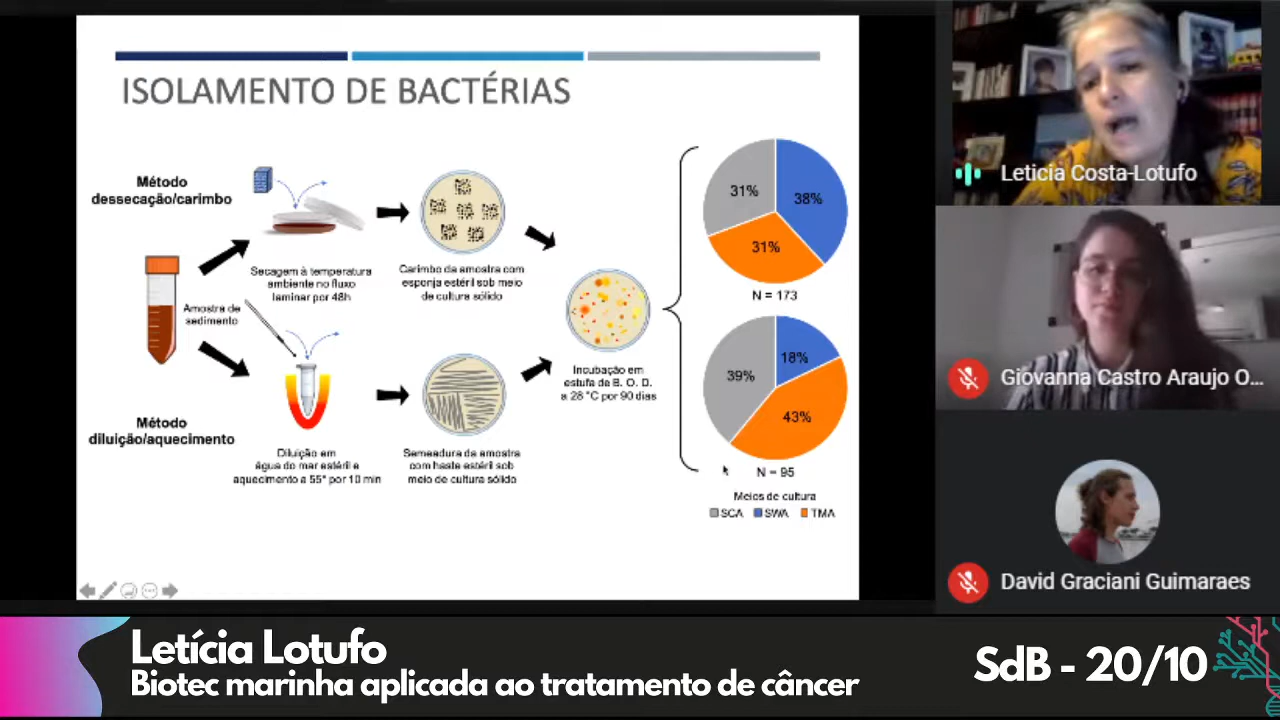 ISOLAMENTO DE BACTÉRIAS
Método
dessecação/carimbo
Secagem à temperatura
ambiente no fluxo
laminar por 48h
Carimbo da amostra com
esponja estéril sob meio
de cultura sólido
Amostra de
sedimento
Incubação em
estufa de B. O. D.
a 28 °C por 90 dias
Método
diluição/aquecimento
Diluição em
água do mar estéril e
aquecimento a 55° por 10 min
Semeadura da amostra
com haste estéril sob
meio de cultura sólido
31%
38%
31%
N = 173
18%
39%
43%
N = 95
Meios de cultura
SCA SWA TMA
Leticia Costa-Lotufo
Giovanna Castro Araujo O...
David Graciani Guimaraes
Letícia Lotufo
Biotec marinha aplicada ao tratamento de câncer
SdB - 20/10